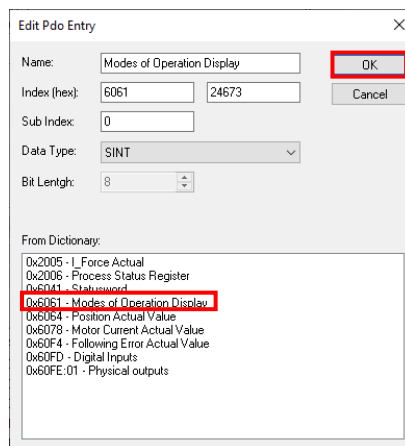 Edit Pdo Entry
Name: Modes of Operation Display OK
Index (hex): 6061 24673 Cancel
Sub Index: 0
Data Type: SINT
Bit Lentgh: 8
From Dictionary:
0x2005 - I_Force Actual
0x2006 - Process Status Register
0x6041 - Statusword
0x6061 - Modes of Operation Display
0x6064 - Position Actual Value
0x6078 - Motor Current Actual Value
0x60F4 - Following Error Actual Value
0x60FD - Digital Inputs
0x60FE:01 - Physical outputs